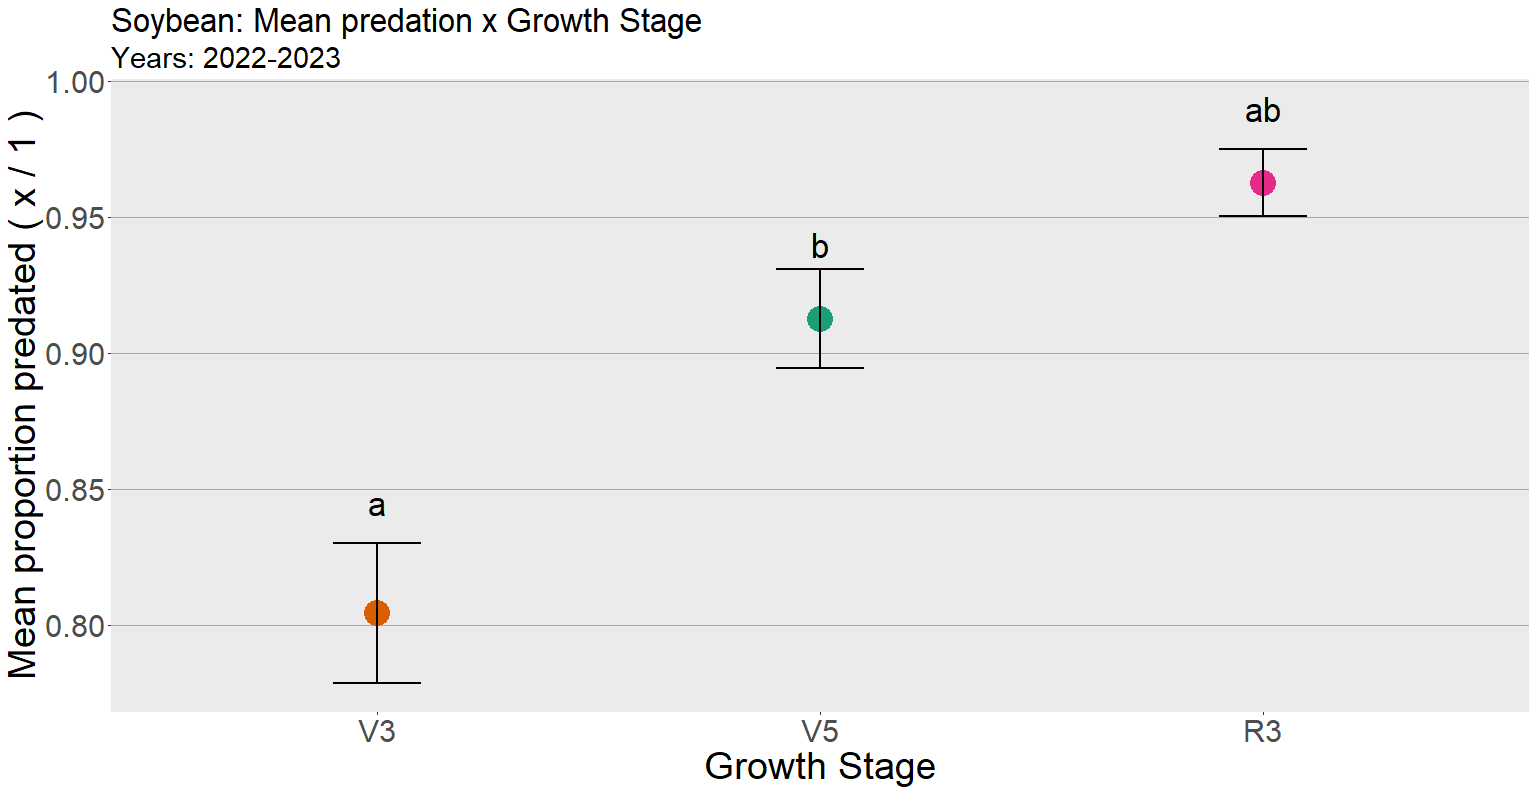 Soybean: Mean predation x Growth Stage
Years: 2022-2023
Mean proportion predated ( x / 1 )
1.00
0.95
0.90
0.85
0.80
ab
b
a
V3
V5
R3
Growth Stage